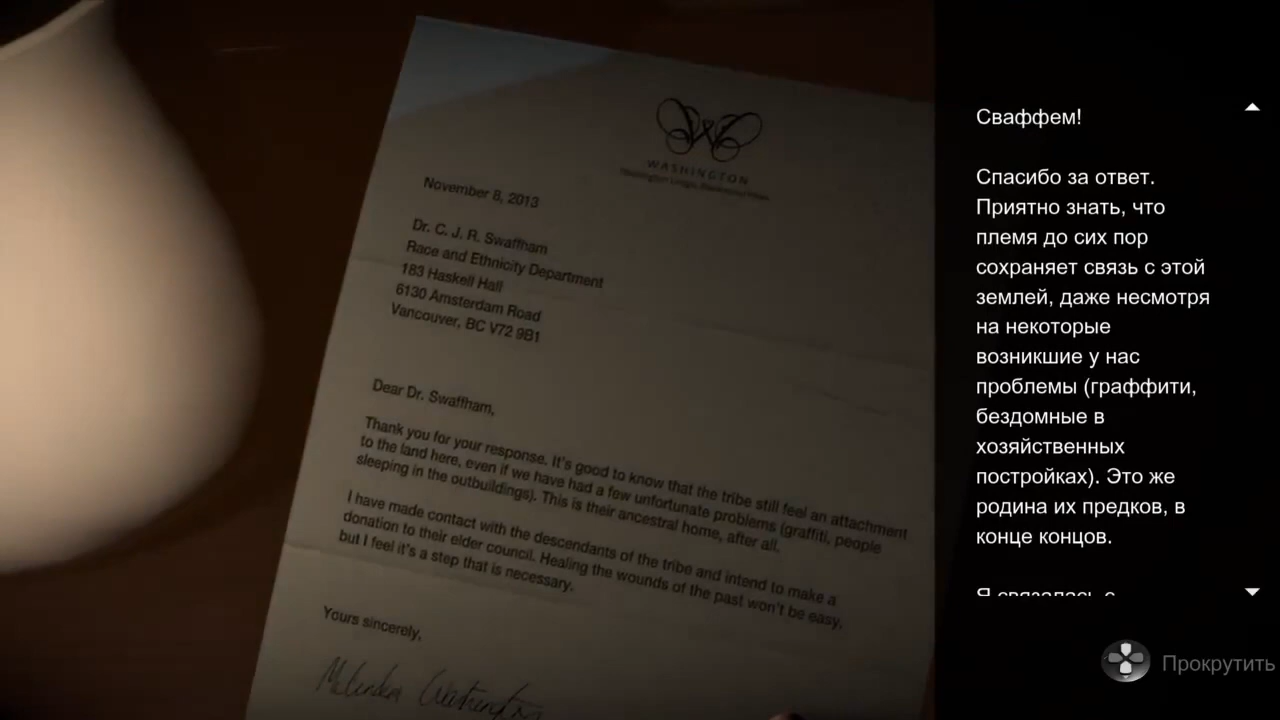 WASHINGTON
November 8, 2013
Dr. C. J. R. Swaffham
Race and Ethnicity Department
183 Haskell Hall
6130 Amsterdam Road
Vancouver, BC V72 9B1
Dear Dr. Swaffham,
Thank you for your response. It's good to know that the tribe still feel an attachment
to the land here, even if we have had a few unfortunate problems (graffiti, people
sleeping in the outbuildings). This is their ancestral home, after all.
I have made contact with the descendants of the tribe and intend to make a
donation to their elder council. Healing the wounds of the past won't be easy,
but I feel it's a step that is necessary.
Yours sincerely,
Washington
Сваффем!
Спасибо за ответ.
Приятно знать, что
племя до сих пор
сохраняет связь с этой
землей, даже несмотря
на некоторые
возникшие у нас
проблемы (граффити,
бездомные в
хозяйственных
постройках). Это же
родина их предков, в
конце концов.
Я связалась с
Прокрутить